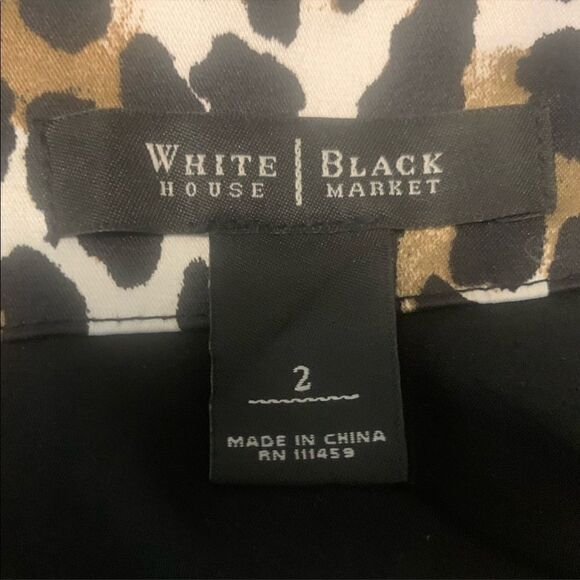 WHITE | BLACK
HOUSE MARKET
2
MADE IN CHINA
RN 111459